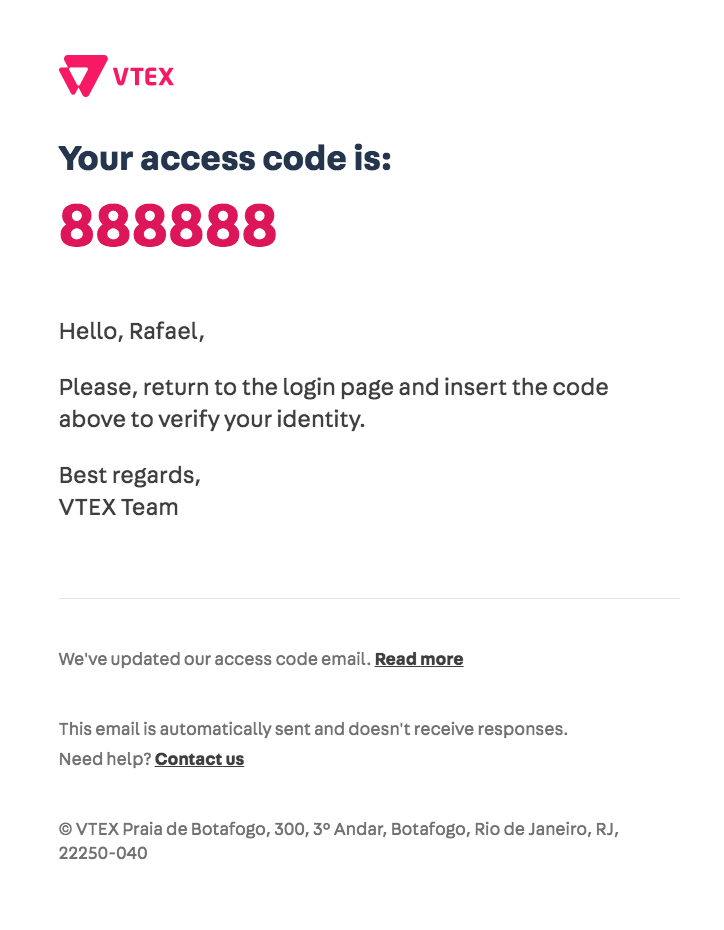 VTEX
Your access code is:
888888
Hello, Rafael,
Please, return to the login page and insert the code
above to verify your identity.
Best regards,
VTEX Team
We've updated our access code email. Read more
This email is automatically sent and doesn't receive responses.
Need help? Contact us
© VTEX Praia de Botafogo, 300, 3º Andar, Botafogo, Rio de Janeiro, RJ,
22250-040